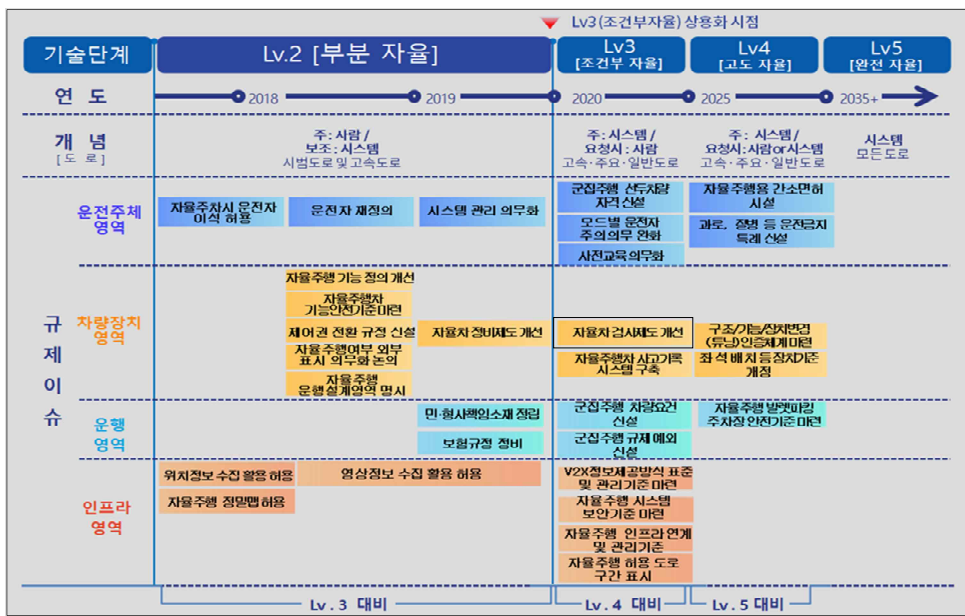 Lv3(조건부자율) 상용화 시점
기술단계
Lv.2 [부분 자율]
Lv3
[조건부 자율]
Lv4
[고도 자율]
Lv5
[완전 자율]
연 도
2018
2019
2020
2025
2035+
개 념
[도 로]
주: 사람 /
보조: 시스템
시범도로 및 고속도로
주: 시스템/
요청시: 사람
고속·주요·일반도로
주: 시스템/
요청시:사람or시스템
고속·주요·일반도로
시스템
모든도로
규제이슈
운전주체
영역
자율주차시 운전자
이석 허용
운전자 재정의
시스템 관리 의무화
군집주행 선두차량
자격 신설
모드별 운전자
주의의무 완화
사전교육 의무화
자율주행용 간소면허
신설
과로, 질병 등 운전금지
특례 신설
차량장치
영역
자율주행 기능 정의 개선
자율주행차
기능안전기준 마련
제어권 전환 규정 신설
자율주행여부 외부
표시 의무화 논의
자율주행
운행설계영역 명시
자율차 정비제도 개선
자율차 검사제도 개선
자율주행차 사고기록
시스템 구축
구조/기능/장치변경
(튜닝)인증체계 마련
좌석 배치 등 장치기준
개정
운행
영역
민·형사책임소재 정립
보험규정 정비
군집주행 차량요건
신설
군집주행 규제 예외
신설
자율주행 발렛파킹
주차장 안전기준 마련
인프라
영역
위치정보 수집 활용 허용
자율주행 정밀맵 허용
영상정보 수집 활용 허용
V2X정보제공방식 표준
및 관리기준 마련
자율주행 시스템
보안기준 마련
자율주행 인프라 연계
및 관리기준
자율주행 허용 도로
구간 표시
Lv.3 대비
Lv.4 대비
Lv.5 대비